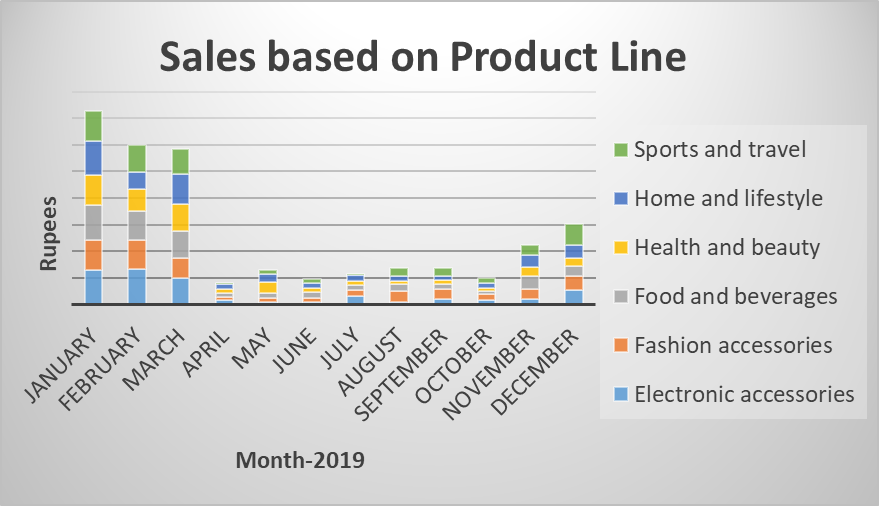 Sales based on Product Line
Rupees
JANUARY
FEBRUARY
MARCH
APRIL
MAY
JUNE
JULY
AUGUST
SEPTEMBER
OCTOBER
NOVEMBER
DECEMBER
Month-2019
Sports and travel
Home and lifestyle
Health and beauty
Food and beverages
Fashion accessories
Electronic accessories